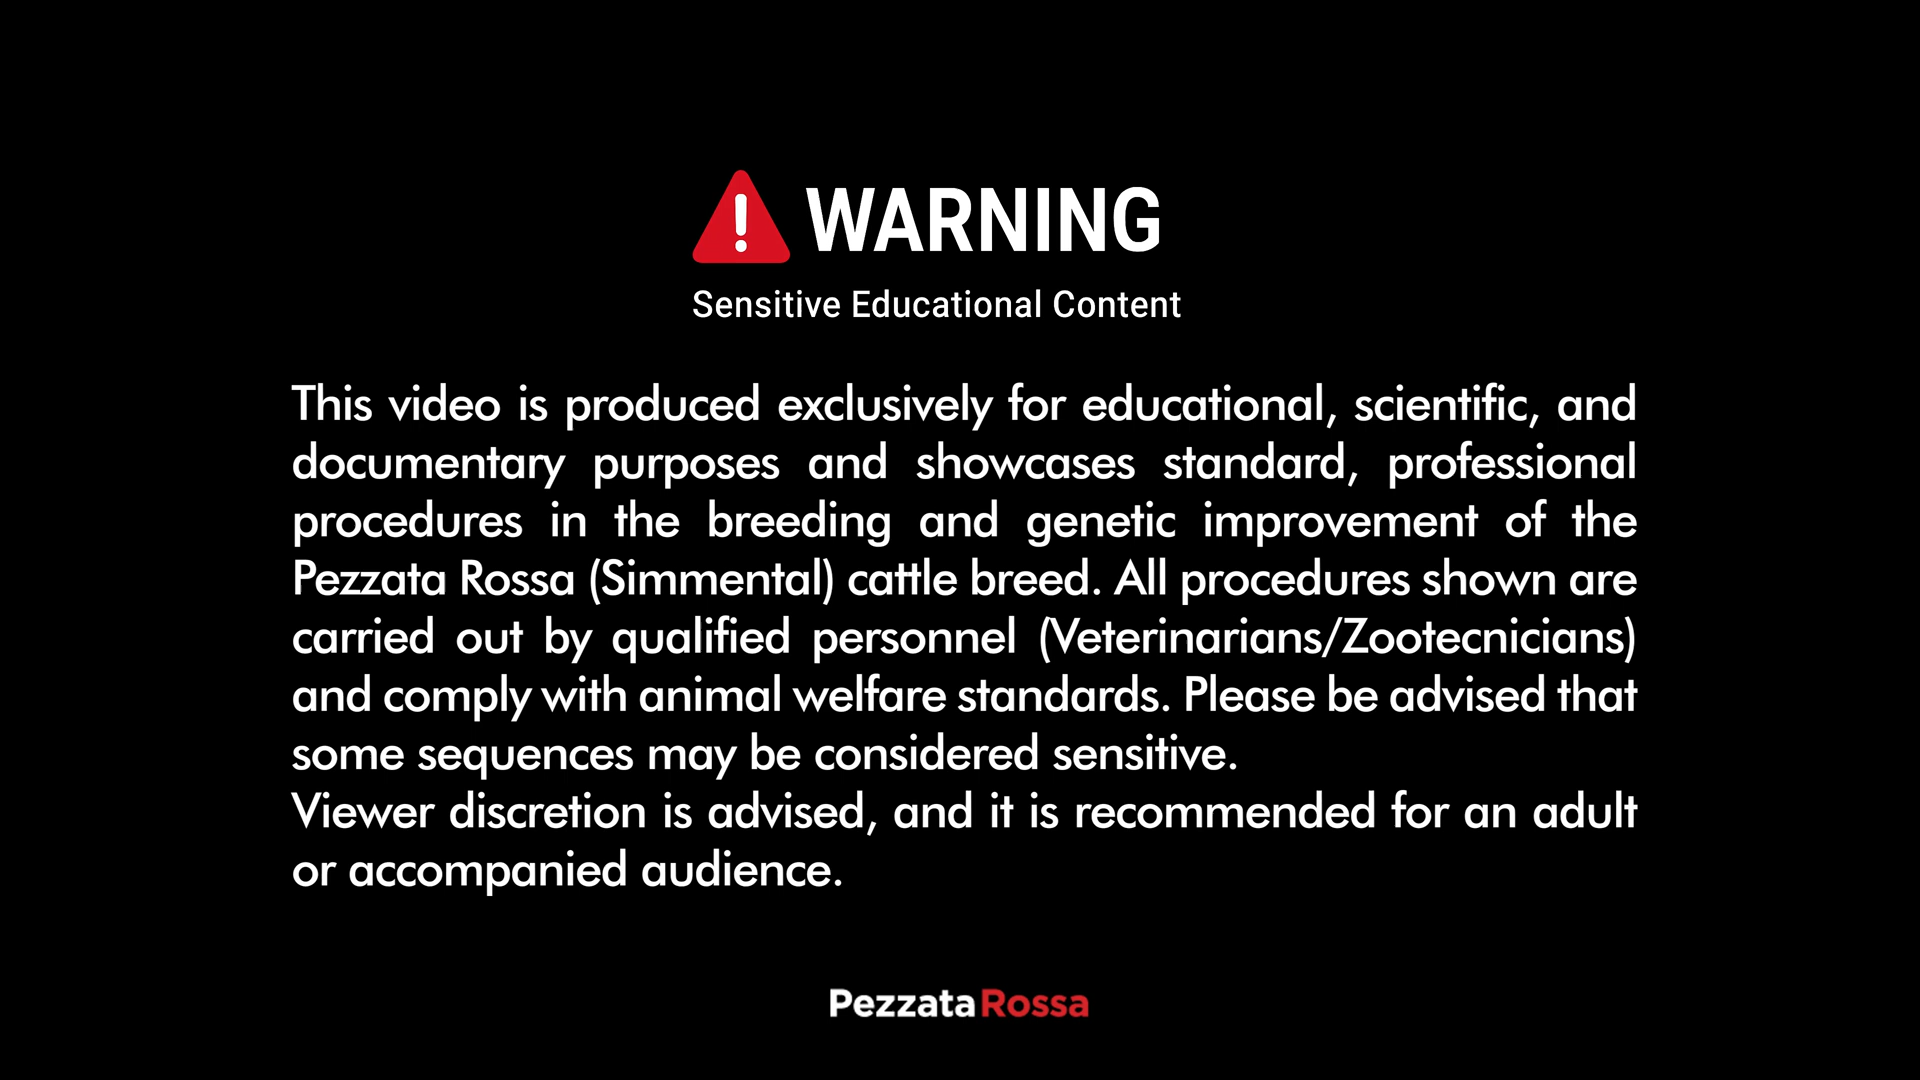 WARNING
Sensitive Educational Content
This video is produced exclusively for educational, scientific, and
documentary purposes and showcases standard, professional
procedures in the breeding and genetic improvement of the
Pezzata Rossa (Simmental) cattle breed. All procedures shown are
carried out by qualified personnel (Veterinarians/Zootecnicians)
and comply with animal welfare standards. Please be advised that
some sequences may be considered sensitive.
Viewer discretion is advised, and it is recommended for an adult
or accompanied audience.
Pezzata Rossa